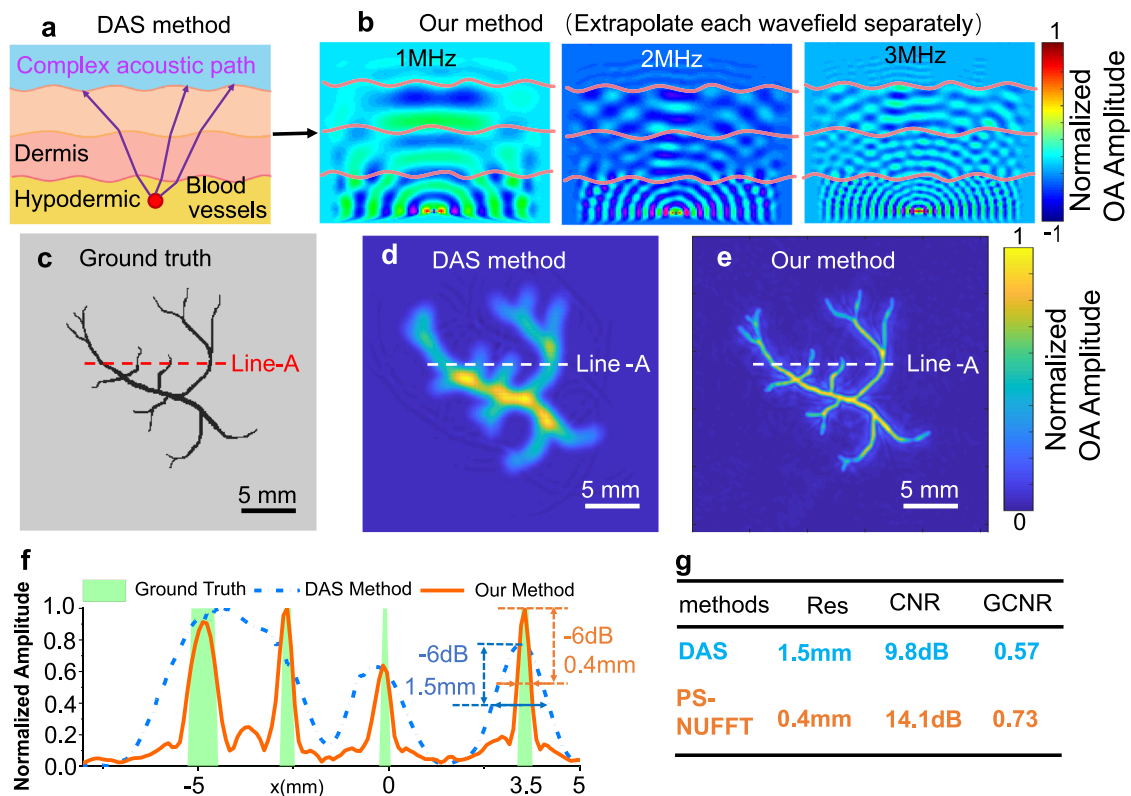 a DAS method
Complex acoustic path
Dermis
Hypodermic
Blood
vessels
b Our method (Extrapolate each wavefield separately)
1MHz
2MHz
3MHz
1
-1
Normalized
OA Amplitude
c Ground truth
Line-A
5 mm
d DAS method
Line -A
5 mm
e Our method
Line -A
5 mm
1
0
Normalized
OA Amplitude
f
Ground Truth
DAS Method
Our Method
Normalized Amplitude
1.0
0.8
0.6
0.4
0.2
0.0
-5
x(mm)
0
3.5
5
-6dB
1.5mm
-6dB
0.4mm
g
methods Res CNR GCNR
DAS 1.5mm 9.8dB 0.57
PS-
NUFFT 0.4mm 14.1dB 0.73